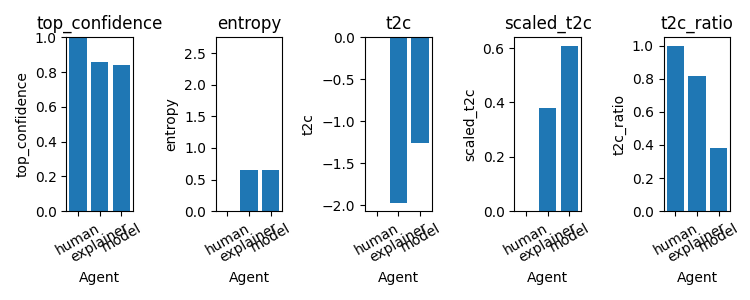 top_confidence
top_confidence
1.0
0.8
0.6
0.4
0.2
0.0
human
explainer
model
Agent
entropy
entropy
2.5
2.0
1.5
1.0
0.5
0.0
human
explainer
model
Agent
t2c
t2c
0.0
−0.5
−1.0
−1.5
−2.0
human
explainer
model
Agent
scaled_t2c
scaled_t2c
0.6
0.4
0.2
0.0
human
explainer
model
Agent
t2c_ratio
t2c_ratio
1.0
0.8
0.6
0.4
0.2
0.0
human
explainer
model
Agent